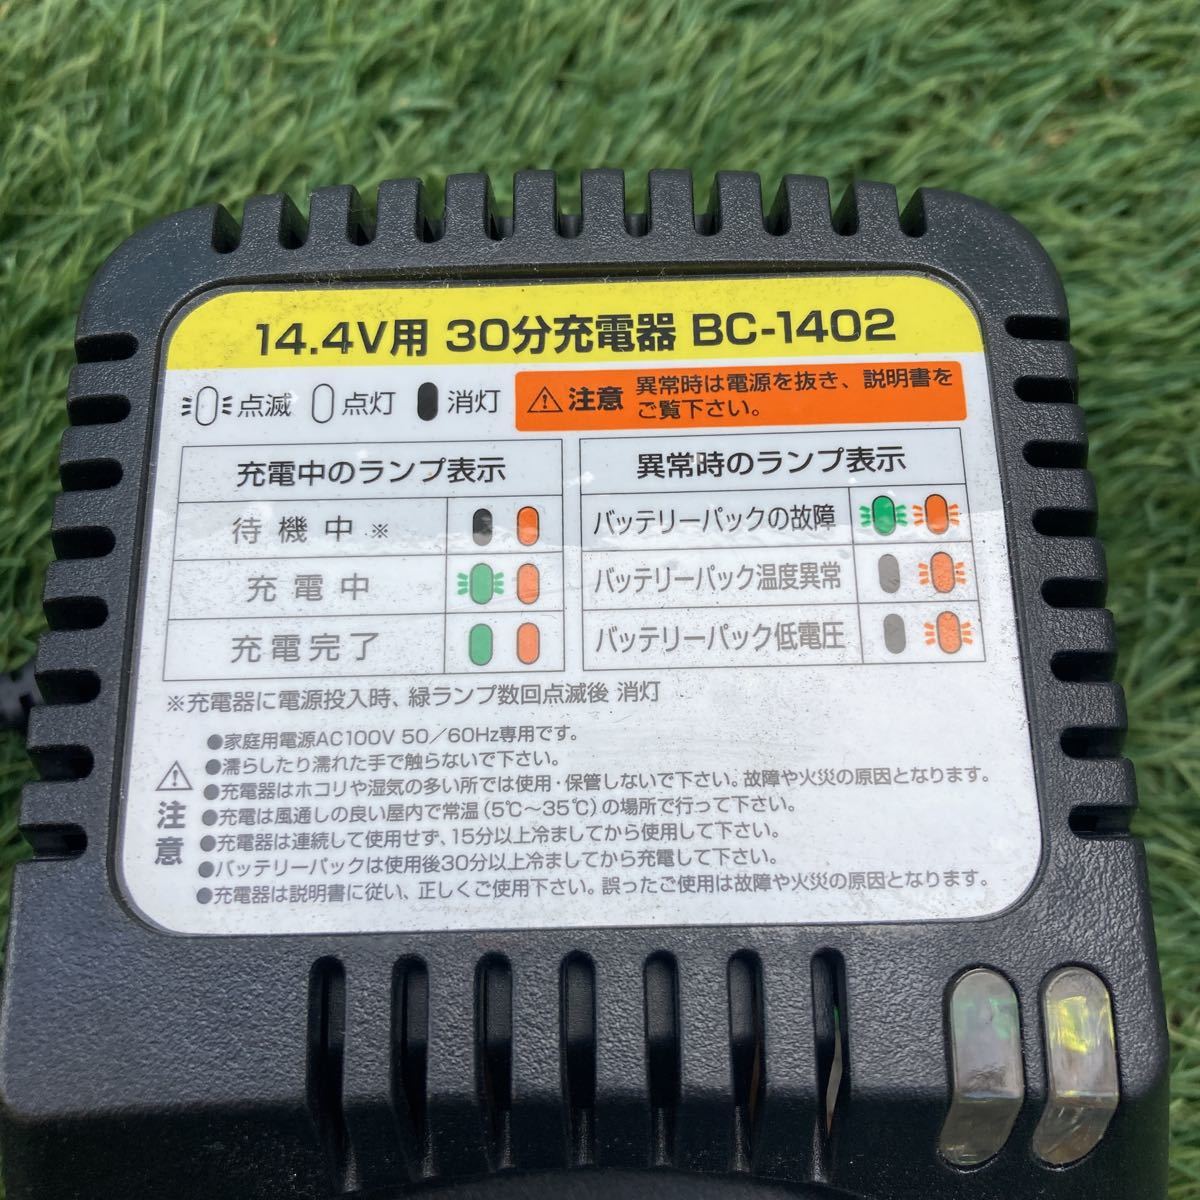 14.4V用 30分充電器 BC-1402
点滅 点灯 消灯
⚠注意 異常時は電源を抜き、説明書を
ご覧下さい。
充電中のランプ表示
待機中※
充電中
充電完了
異常時のランプ表示
バッテリーパックの故障
バッテリーパック温度異常
バッテリーパック低電圧
※充電器に電源投入時、緑ランプ数回点滅後 消灯
⚠注意
●家庭用電源AC100V 50／60Hz専用です。
●濡らしたり濡れた手で触らないで下さい。
●充電器はホコリや湿気の多い所では使用・保管しないで下さい。故障や火災の原因となります。
●充電は風通しの良い屋内で常温（5℃〜35℃）の場所で行って下さい。
●充電器は連続して使用せず、15分以上冷ましてから使用して下さい。
●バッテリーパックは使用後30分以上冷ましてから充電して下さい。
●充電器は説明書に従い、正しくご使用下さい。誤ったご使用は故障や火災の原因となります。